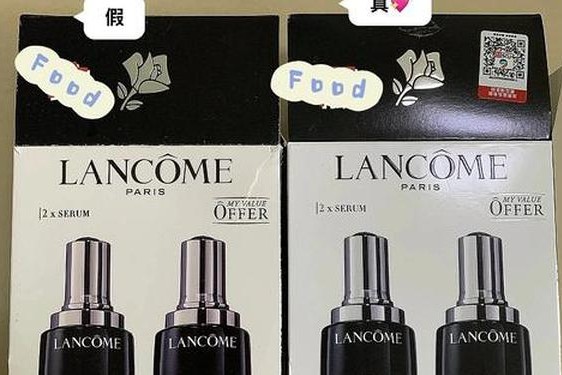 假
真
Food
Food
LANCÔME
PARIS
2 x SERUM
MY VALUE
OFFER
LANCÔME
LANCÔME
LANCÔME
PARIS
2 x SERUM
MY VALUE
OFFER
LANCÔME
LANCÔME